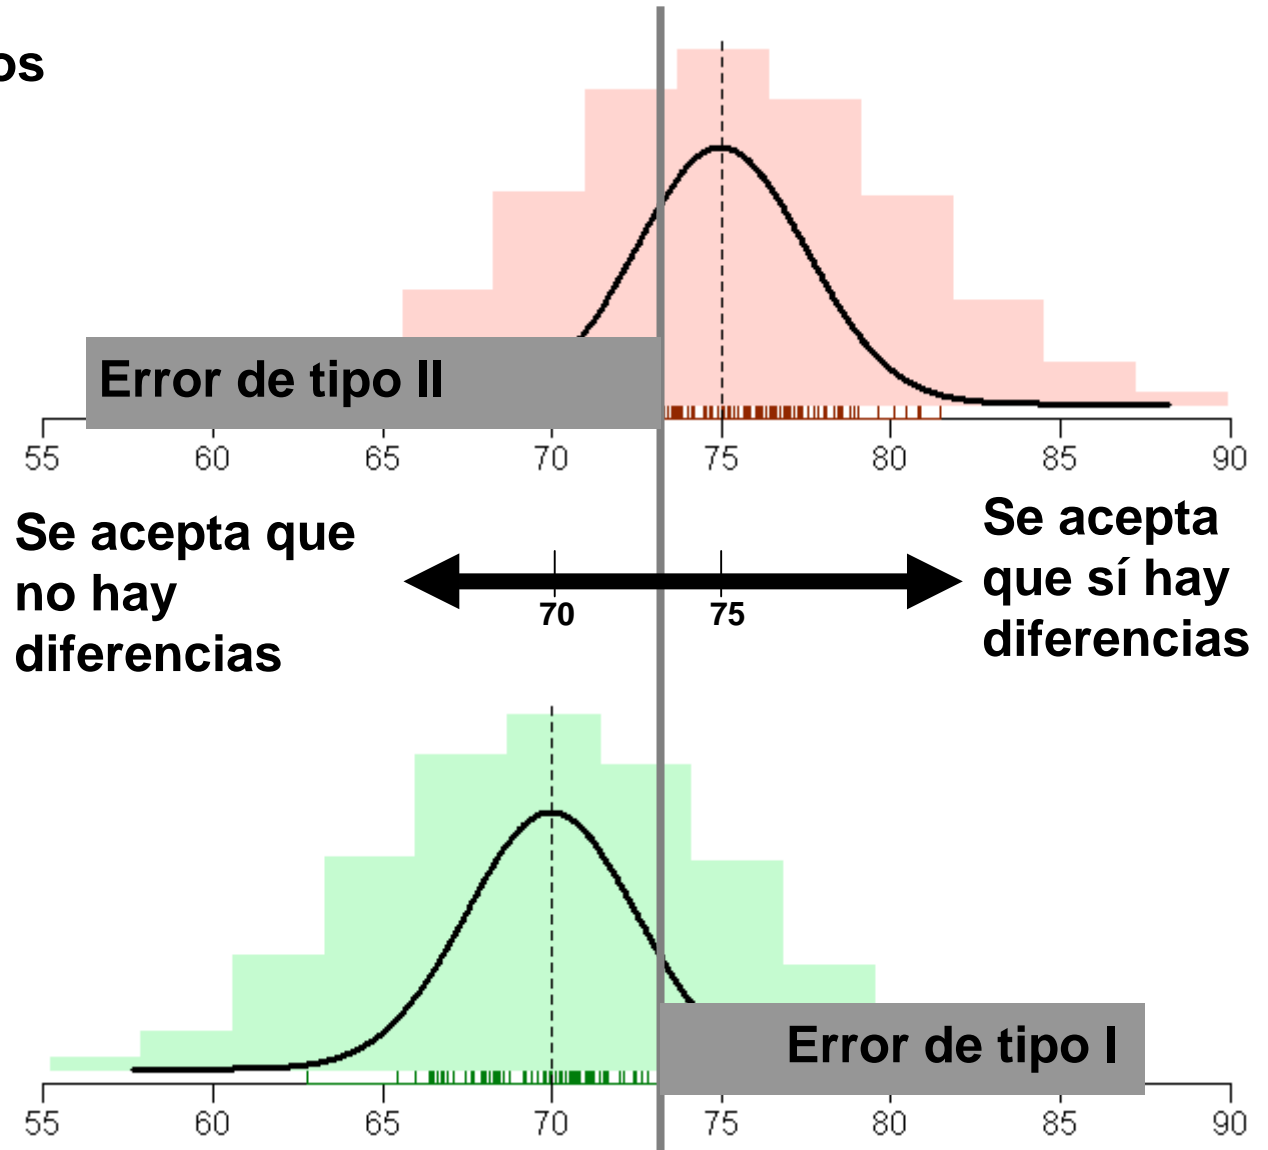 os
Error de tipo II
55 60 65 70 75 80 85 90
Se acepta que
no hay
diferencias
70 75
Se acepta
que sí hay
diferencias
Error de tipo I
55 60 65 70 75 80 85 90